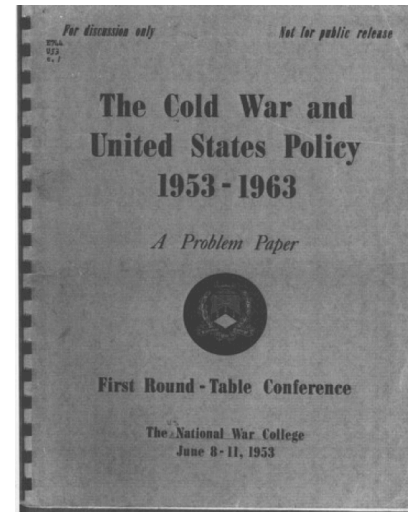 For discussion only
Not for public release
The Cold War and
United States Policy
1953-1963
A Problem Paper
First Round-Table Conference
The National War College
June 8-11, 1953